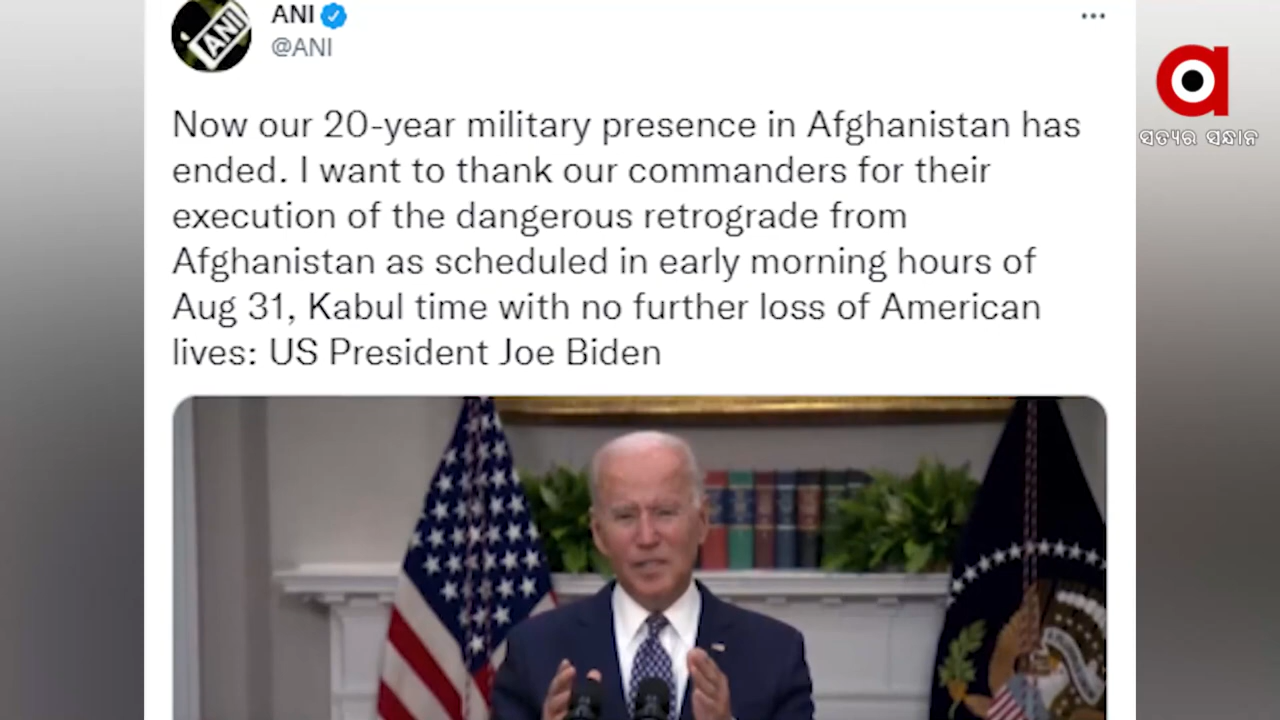 ANI
@ANI
Now our 20-year military presence in Afghanistan has
ended. I want to thank our commanders for their
execution of the dangerous retrograde from
Afghanistan as scheduled in early morning hours of
Aug 31, Kabul time with no further loss of American
lives: US President Joe Biden
ANI
a
ସତ୍ୟର ସନ୍ଧାନ